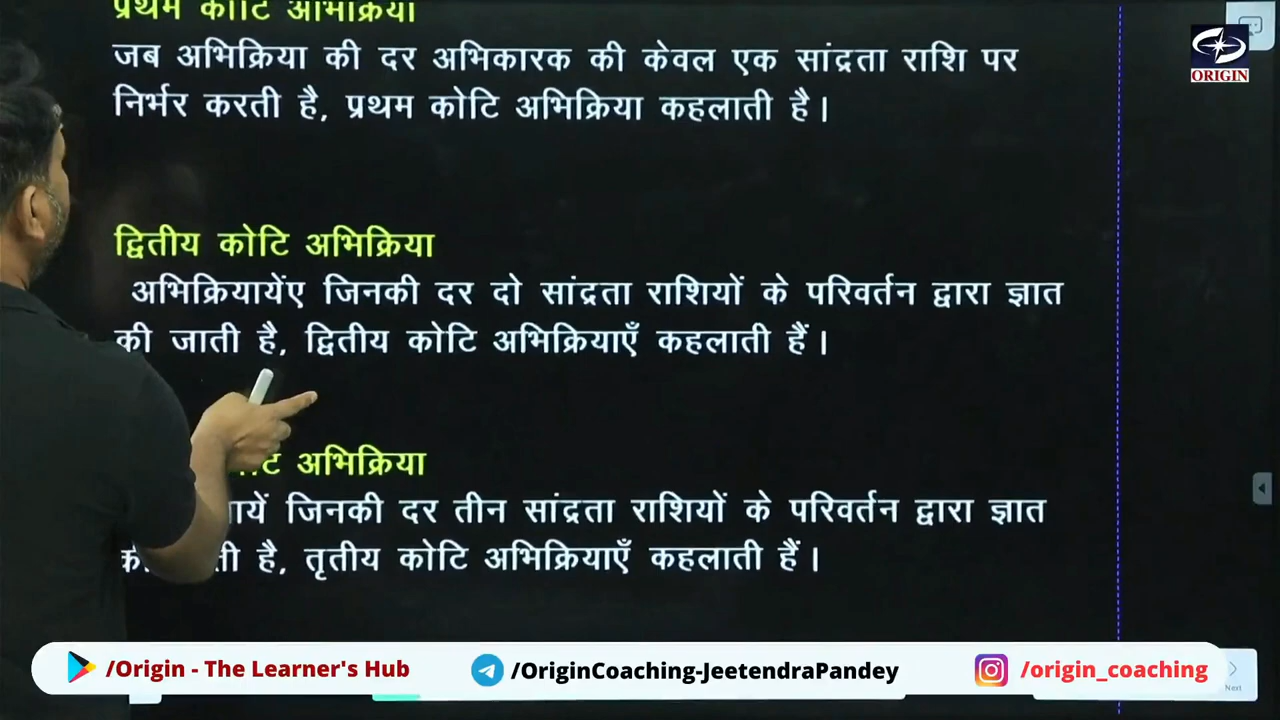 प्रथम कोटि अभिक्रिया
जब अभिक्रिया की दर अभिकारक की केवल एक सांद्रता राशि पर
निर्भर करती है, प्रथम कोटि अभिक्रिया कहलाती है।
ORIGIN
द्वितीय कोटि अभिक्रिया
अभिक्रियायेंए जिनकी दर दो सांद्रता राशियों के परिवर्तन द्वारा ज्ञात
की जाती है, द्वितीय कोटि अभिक्रियाएँ कहलाती हैं।
अभिक्रिया
जिनकी दर तीन सांद्रता राशियों के परिवर्तन द्वारा ज्ञात
है, तृतीय कोटि अभिक्रियाएँ कहलाती हैं।
/Origin - The Learner's Hub
/OriginCoaching-JeetendraPandey
/origin_coaching
Next